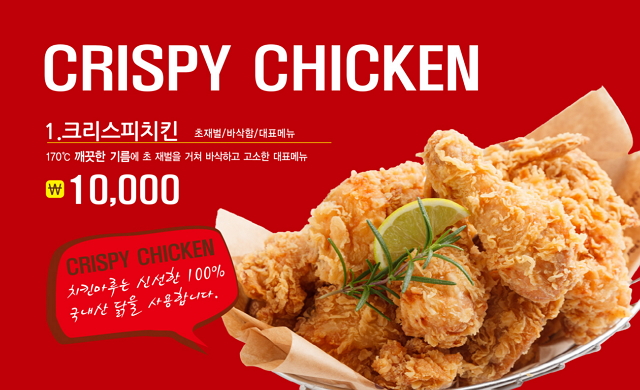 CRISPY CHICKEN
1.크리스피치킨 초재벌/바삭함/대표메뉴
170℃ 깨끗한 기름에 초 재벌을 거쳐 바삭하고 고소한 대표메뉴
₩ 10,000
CRISPY CHICKEN
치킨마루는 신선한 100%
국내산 닭을 사용합니다.